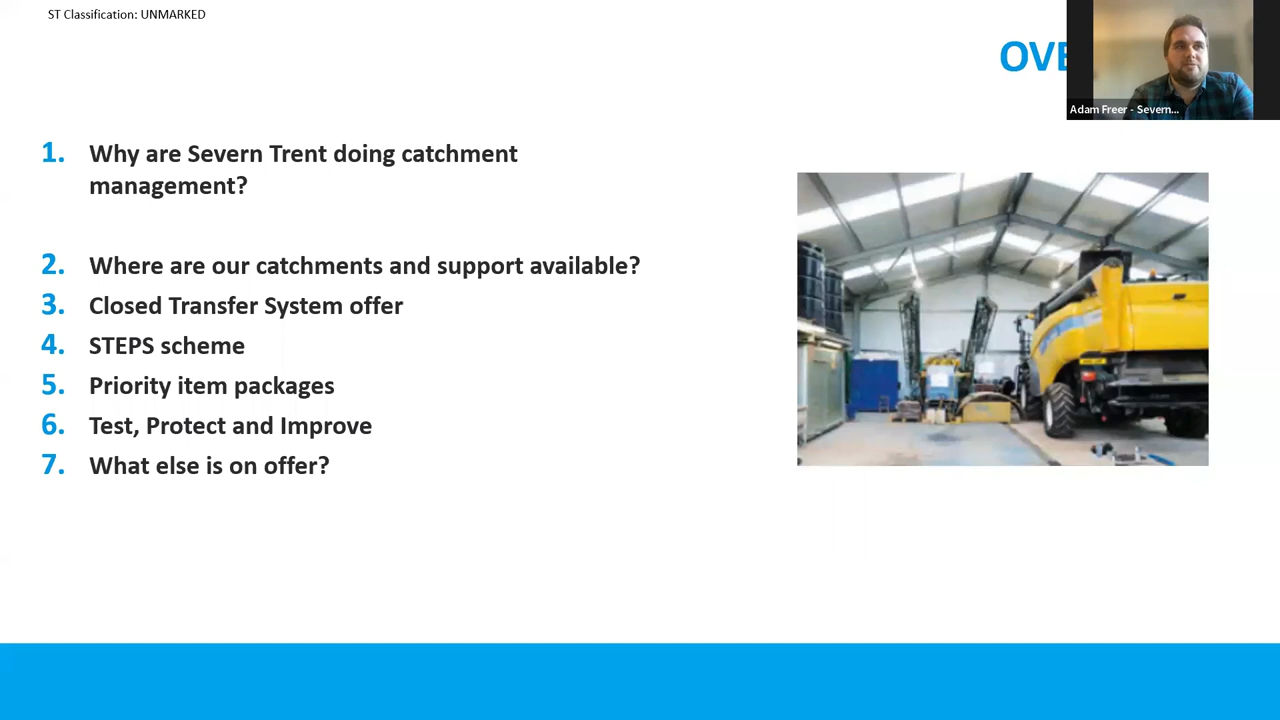 ST Classification: UNMARKED
OVE
Adam Freer - Severn...
1. Why are Severn Trent doing catchment
management?
2. Where are our catchments and support available?
3. Closed Transfer System offer
4. STEPS scheme
5. Priority item packages
6. Test, Protect and Improve
7. What else is on offer?